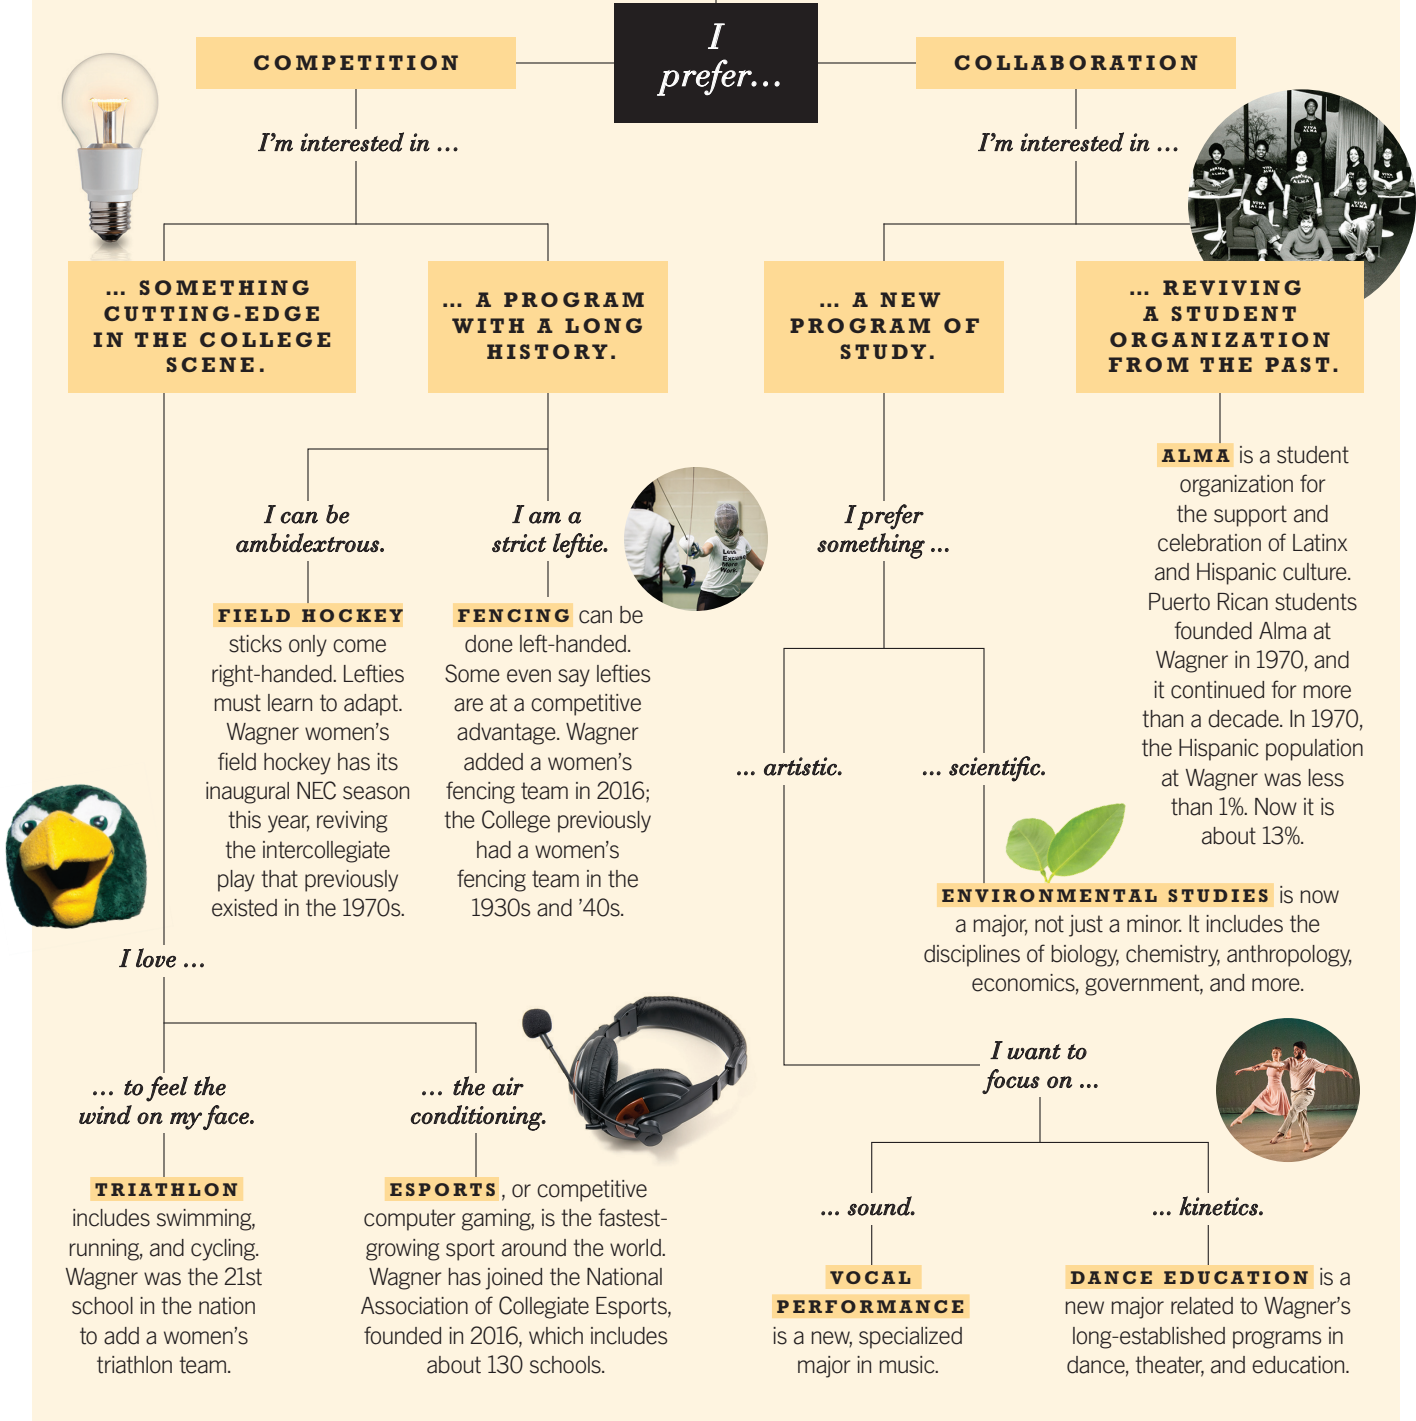 I
prefer...
COMPETITION
COLLABORATION
I'm interested in ...
I'm interested in ...
VIVA
ALMA
... SOMETHING
CUTTING-EDGE
IN THE COLLEGE
SCENE.
... A PROGRAM
WITH A LONG
HISTORY.
... A NEW
PROGRAM OF
STUDY.
... REVIVING
A STUDENT
ORGANIZATION
FROM THE PAST.
I can be
ambidextrous.
FIELD HOCKEY
sticks only come
right-handed. Lefties
must learn to adapt.
Wagner women's
field hockey has its
inaugural NEC season
this year, reviving
the intercollegiate
play that previously
existed in the 1970s.
I am a
strict leftie.
Less
Excuses
More
Work.
FENCING can be
done left-handed.
Some even say lefties
are at a competitive
advantage. Wagner
added a women's
fencing team in 2016;
the College previously
had a women's
fencing team in the
1930s and '40s.
I prefer
something ...
ALMA is a student
organization for
the support and
celebration of Latinx
and Hispanic culture.
Puerto Rican students
founded Alma at
Wagner in 1970, and
it continued for more
than a decade. In 1970,
the Hispanic population
at Wagner was less
than 1%. Now it is
about 13%.
... artistic.
... scientific.
ENVIRONMENTAL STUDIES is now
a major, not just a minor. It includes the
disciplines of biology, chemistry, anthropology,
economics, government, and more.
I love ...
... to feel the
wind on my face.
TRIATHLON
includes swimming,
running, and cycling.
Wagner was the 21st
school in the nation
to add a women's
triathlon team.
... the air
conditioning.
ESPORTS, or competitive
computer gaming, is the fastest-
growing sport around the world.
Wagner has joined the National
Association of Collegiate Esports,
founded in 2016, which includes
about 130 schools.
I want to
focus on ...
... sound.
VOCAL
PERFORMANCE
is a new, specialized
major in music.
... kinetics.
DANCE EDUCATION is a
new major related to Wagner's
long-established programs in
dance, theater, and education.